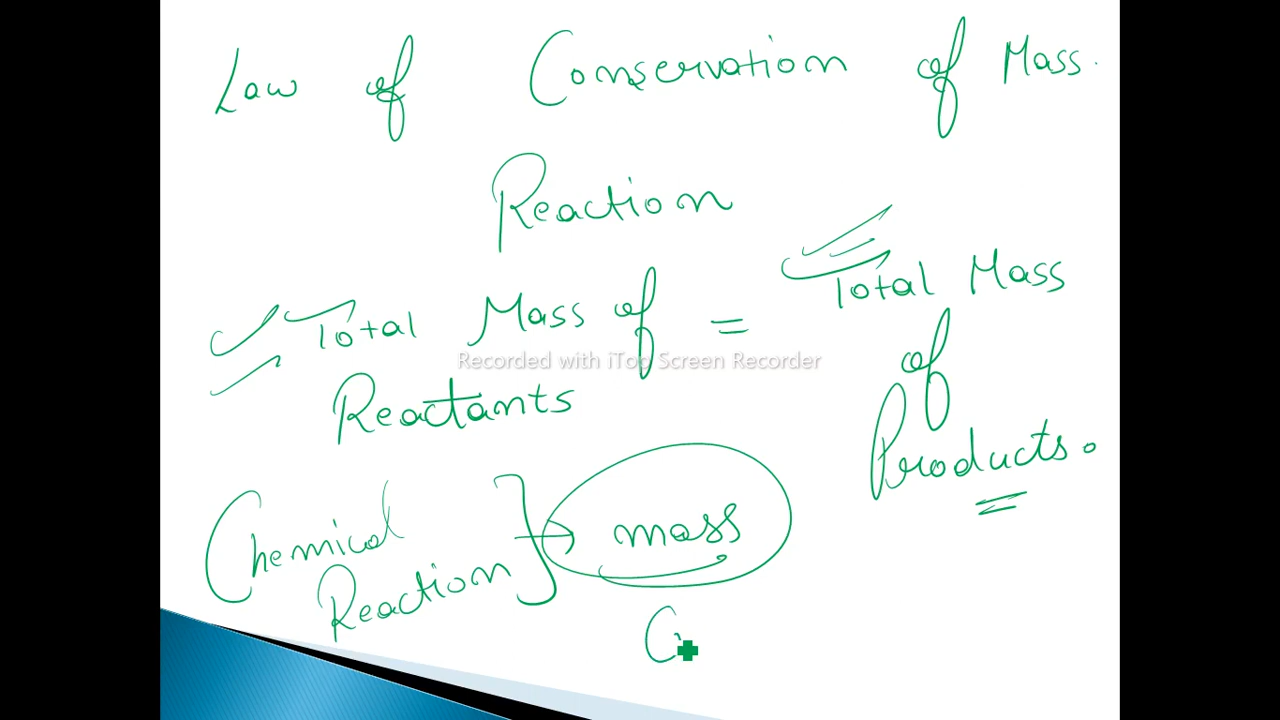 Law of Conservation of Mass.
Reaction
Total Mass of = Total Mass
Reactants of
Products.
Recorded with iTop Screen Recorder
Chemical } → mass
Reaction
C